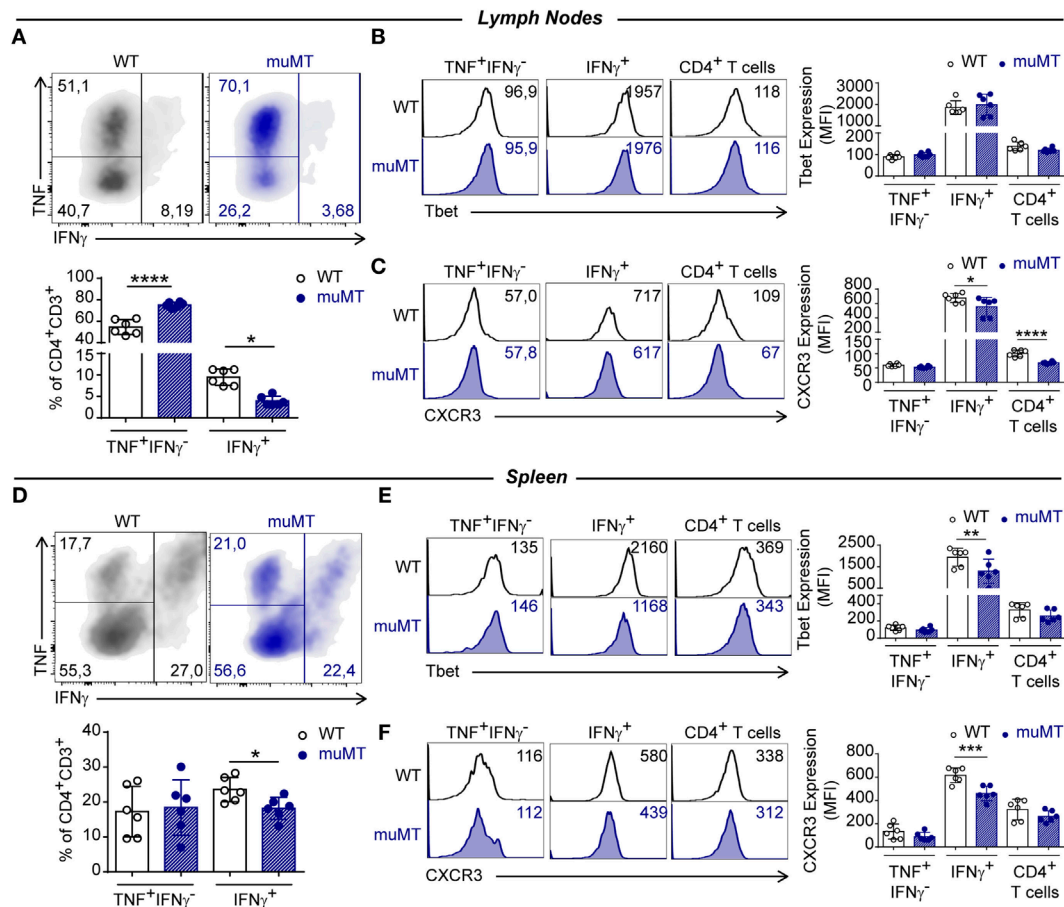 Lymph Nodes
A
WT
muMT
51,1
40,7
8,19
70,1
26,2
3,68
TNF
IFNγ
% of CD4⁺CD3⁺
100
80
60
40
15
10
5
0
****
*
WT
muMT
TNF⁺IFNγ⁻
IFNγ⁺
B
TNF⁺IFNγ⁻
IFNγ⁺
CD4⁺ T cells
WT
96,9
1957
118
muMT
95,9
1976
116
Tbet
Tbet Expression
(MFI)
WT
muMT
3000
2000
1000
200
100
0
TNF⁺
IFNγ⁻
IFNγ⁺
CD4⁺
T cells
C
TNF⁺IFNγ⁻
IFNγ⁺
CD4⁺ T cells
WT
57,0
717
109
muMT
57,8
617
67
CXCR3
CXCR3 Expression
(MFI)
WT
muMT
800
600
400
200
150
100
50
0
*
****
TNF⁺
IFNγ⁻
IFNγ⁺
CD4⁺
T cells
Spleen
D
WT
muMT
17,7
55,3
27,0
21,0
56,6
22,4
TNF
IFNγ
% of CD4⁺CD3⁺
40
30
20
10
0
*
WT
muMT
TNF⁺IFNγ⁻
IFNγ⁺
E
TNF⁺IFNγ⁻
IFNγ⁺
CD4⁺ T cells
WT
135
2160
369
muMT
146
1168
343
Tbet
Tbet Expression
(MFI)
WT
muMT
2500
1500
500
400
200
0
**
TNF⁺
IFNγ⁻
IFNγ⁺
CD4⁺
T cells
F
TNF⁺IFNγ⁻
IFNγ⁺
CD4⁺ T cells
WT
116
580
338
muMT
112
439
312
CXCR3
CXCR3 Expression
(MFI)
WT
muMT
800
600
400
200
0
***
TNF⁺
IFNγ⁻
IFNγ⁺
CD4⁺
T cells